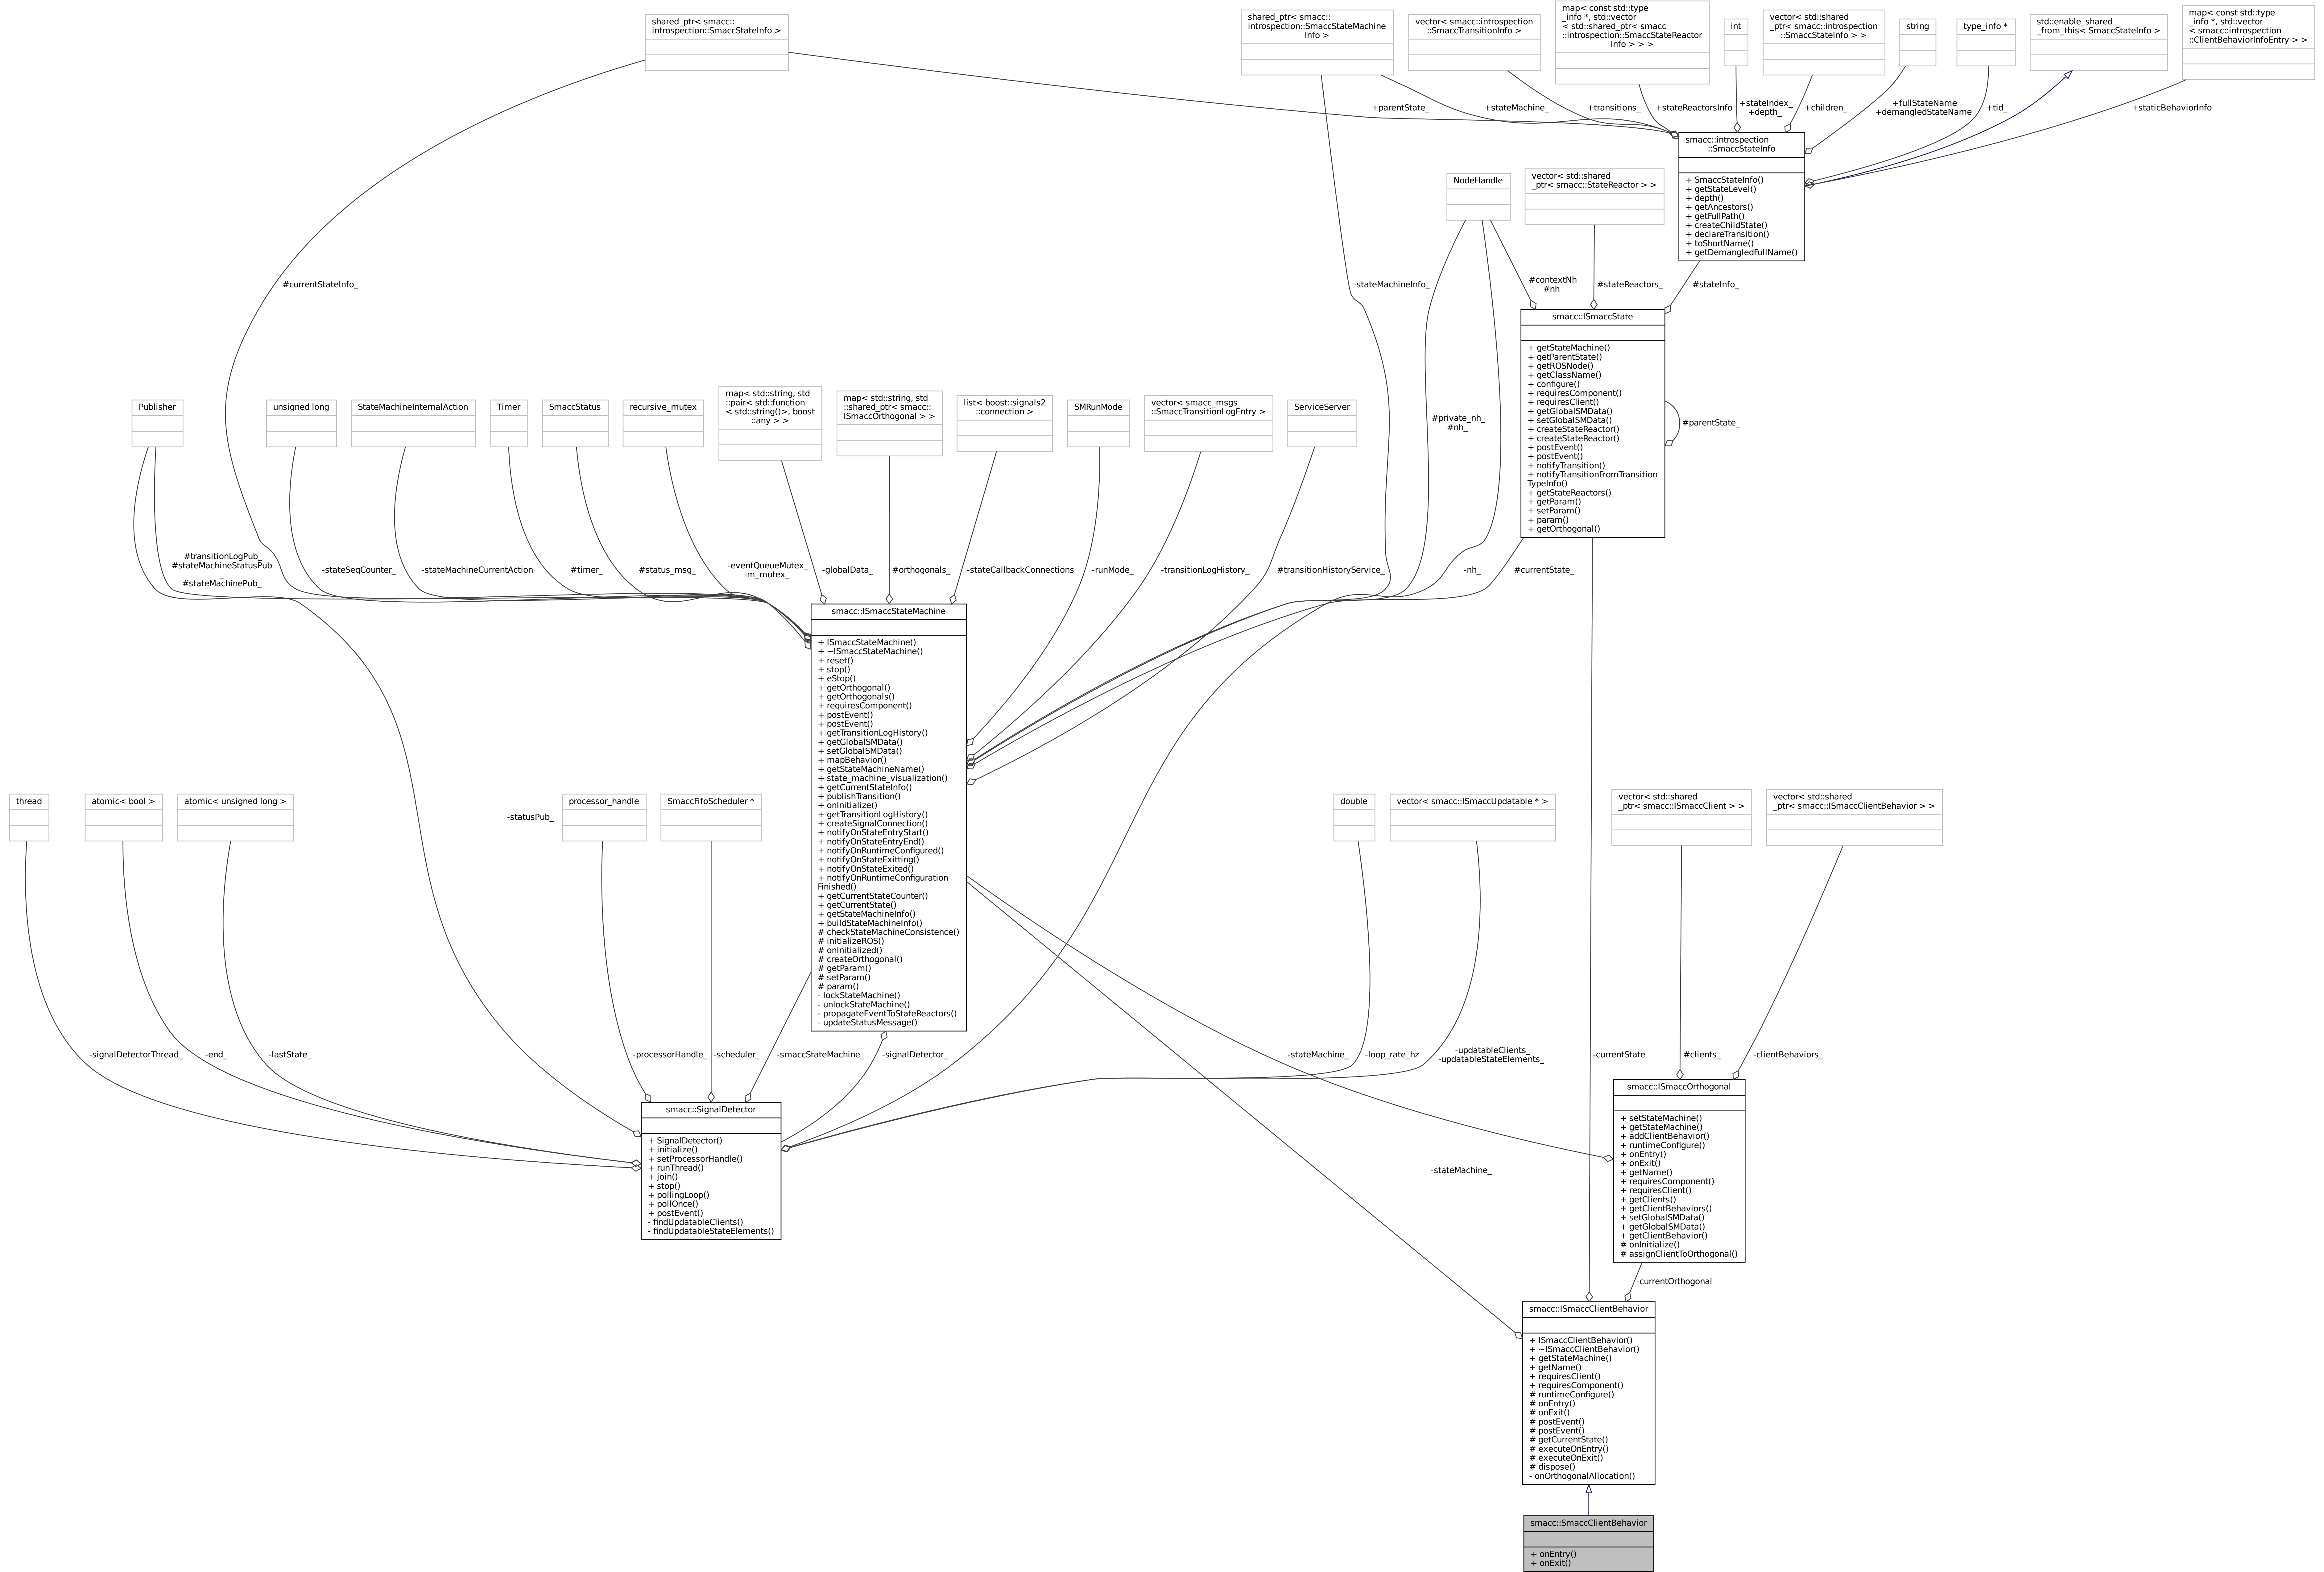 shared_ptr< smacc::
introspection::SmaccStateInfo >
shared_ptr< smacc::
introspection::SmaccStateMachine
Info >
vector< smacc::introspection
::SmaccTransitionInfo >
map< const std::type
_info *, std::vector
< std::shared_ptr< smacc
::introspection::SmaccStateReactor
Info > > >
int
vector< std::shared
_ptr< smacc::introspection
::SmaccStateInfo > >
string
type_info *
std::enable_shared
_from_this< SmaccStateInfo >
map< const std::type
_info *, std::vector
< smacc::introspection
::ClientBehaviorInfoEntry > >
+parentState_
+stateMachine_
+transitions_
+stateReactorsInfo
+stateIndex_
+depth_
+children_
+fullStateName
+demangledStateName
+tid_
+staticBehaviorInfo
smacc::introspection
::SmaccStateInfo
+ SmaccStateInfo()
+ getStateLevel()
+ depth()
+ getAncestors()
+ getFullPath()
+ createChildState()
+ declareTransition()
+ toShortName()
+ getDemangledFullName()
NodeHandle
vector< std::shared
_ptr< smacc::StateReactor > >
#currentStateInfo_
-stateMachineInfo_
#contextNh
#nh
#stateReactors_
#stateInfo_
smacc::ISmaccState
+ getStateMachine()
+ getParentState()
+ getROSNode()
+ getClassName()
+ configure()
+ requiresComponent()
+ requiresClient()
+ getGlobalSMData()
+ setGlobalSMData()
+ createStateReactor()
+ createStateReactor()
+ postEvent()
+ postEvent()
+ notifyTransition()
+ notifyTransitionFromTransition
TypeInfo()
+ getStateReactors()
+ getParam()
+ setParam()
+ param()
+ getOrthogonal()
#parentState_
#private_nh_
#nh_
Publisher
unsigned long
StateMachineInternalAction
Timer
SmaccStatus
recursive_mutex
map< std::string, std
::pair< std::function
< std::string()>, boost
::any > >
map< std::string, std
::shared_ptr< smacc::
ISmaccOrthogonal > >
list< boost::signals2
::connection >
SMRunMode
vector< smacc_msgs
::SmaccTransitionLogEntry >
ServiceServer
#transitionLogPub_
#stateMachineStatusPub
_
#stateMachinePub_
-stateSeqCounter_
-stateMachineCurrentAction
#timer_
#status_msg_
-eventQueueMutex_
-m_mutex_
-globalData_
#orthogonals_
-stateCallbackConnections
-runMode_
-transitionLogHistory_
#transitionHistoryService_
-nh_
#currentState_
smacc::ISmaccStateMachine
+ ISmaccStateMachine()
+ ~ISmaccStateMachine()
+ reset()
+ stop()
+ eStop()
+ getOrthogonal()
+ getOrthogonals()
+ requiresComponent()
+ postEvent()
+ postEvent()
+ getTransitionLogHistory()
+ getGlobalSMData()
+ setGlobalSMData()
+ mapBehavior()
+ getStateMachineName()
+ state_machine_visualization()
+ getCurrentStateInfo()
+ publishTransition()
+ onInitialize()
+ getTransitionLogHistory()
+ createSignalConnection()
+ notifyOnStateEntryStart()
+ notifyOnStateEntryEnd()
+ notifyOnRuntimeConfigured()
+ notifyOnStateExitting()
+ notifyOnStateExited()
+ notifyOnRuntimeConfiguration
Finished()
+ getCurrentStateCounter()
+ getCurrentState()
+ getStateMachineInfo()
+ buildStateMachineInfo()
# checkStateMachineConsistence()
# initializeROS()
# onInitialized()
# createOrthogonal()
# getParam()
# setParam()
# param()
- lockStateMachine()
- unlockStateMachine()
- propagateEventToStateReactors()
- updateStatusMessage()
thread
atomic< bool >
atomic< unsigned long >
-statusPub_
processor_handle
SmaccFifoScheduler *
double
vector< smacc::ISmaccUpdatable * >
vector< std::shared
_ptr< smacc::ISmaccClient > >
vector< std::shared
_ptr< smacc::ISmaccClientBehavior > >
-signalDetectorThread_
-end_
-lastState_
-processorHandle_
-scheduler_
-smaccStateMachine_
-signalDetector_
-stateMachine_
-loop_rate_hz
-updatableClients_
-updatableStateElements_
-currentState
#clients_
-clientBehaviors_
smacc::SignalDetector
+ SignalDetector()
+ initialize()
+ setProcessorHandle()
+ runThread()
+ join()
+ stop()
+ pollingLoop()
+ pollOnce()
+ postEvent()
- findUpdatableClients()
- findUpdatableStateElements()
smacc::ISmaccOrthogonal
+ setStateMachine()
+ getStateMachine()
+ addClientBehavior()
+ runtimeConfigure()
+ onEntry()
+ onExit()
+ getName()
+ requiresComponent()
+ requiresClient()
+ getClients()
+ getClientBehaviors()
+ setGlobalSMData()
+ getGlobalSMData()
+ getClientBehavior()
# onInitialize()
# assignClientToOrthogonal()
-stateMachine_
-currentOrthogonal
smacc::ISmaccClientBehavior
+ ISmaccClientBehavior()
+ ~ISmaccClientBehavior()
+ getStateMachine()
+ getName()
+ requiresClient()
+ requiresComponent()
# runtimeConfigure()
# onEntry()
# onExit()
# postEvent()
# postEvent()
# getCurrentState()
# executeOnEntry()
# executeOnExit()
# dispose()
- onOrthogonalAllocation()
smacc::SmaccClientBehavior
+ onEntry()
+ onExit()